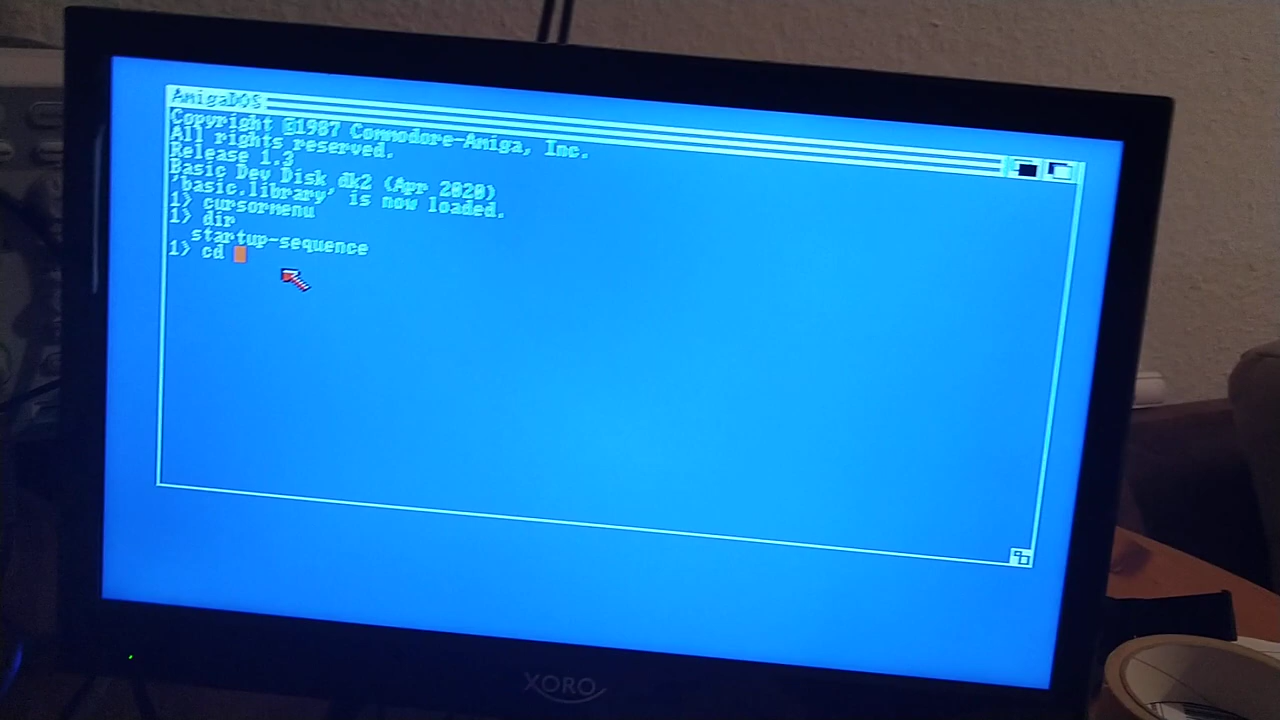 AmigaDOS
Copyright ©1987 Commodore-Amiga, Inc.
All rights reserved.
Release 1.3
Basic Dev Disk dk2 (Apr 2020)
'basic.library' is now loaded.
1> cursormenu
1> dir
startup-sequence
1> cd
XORO